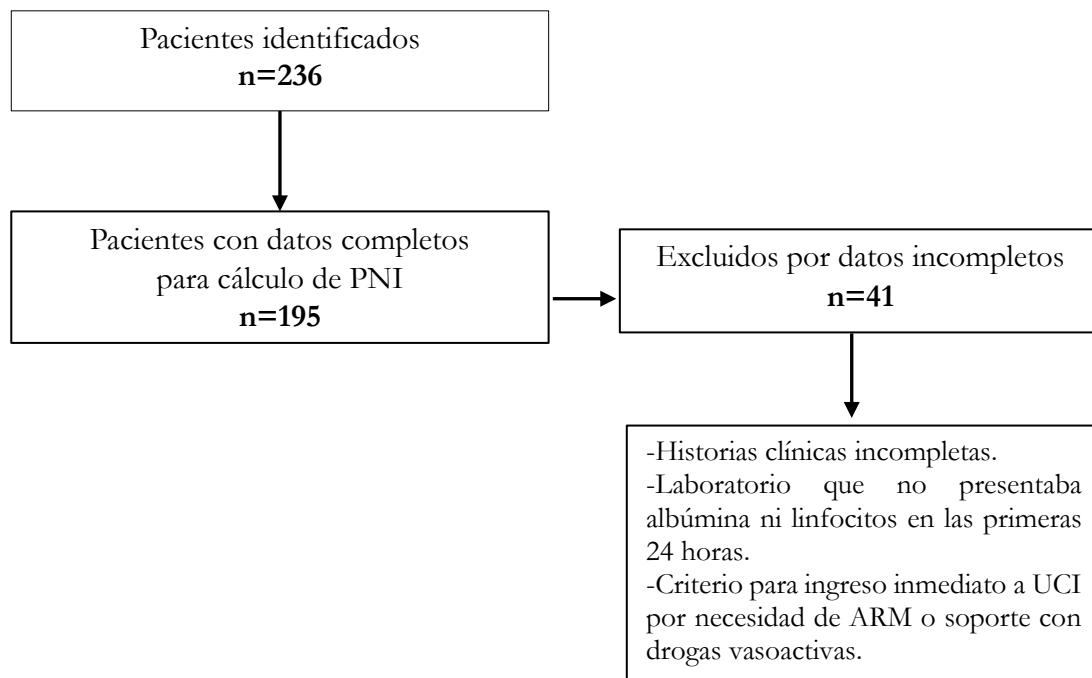 Pacientes identificados
n=236
Pacientes con datos completos
para cálculo de PNI
n=195
Excluidos por datos incompletos
n=41
-Historias clínicas incompletas.
-Laboratorio que no presentaba
albúmina ni linfocitos en las primeras
24 horas.
-Criterio para ingreso inmediato a UCI
por necesidad de ARM o soporte con
drogas vasoactivas.